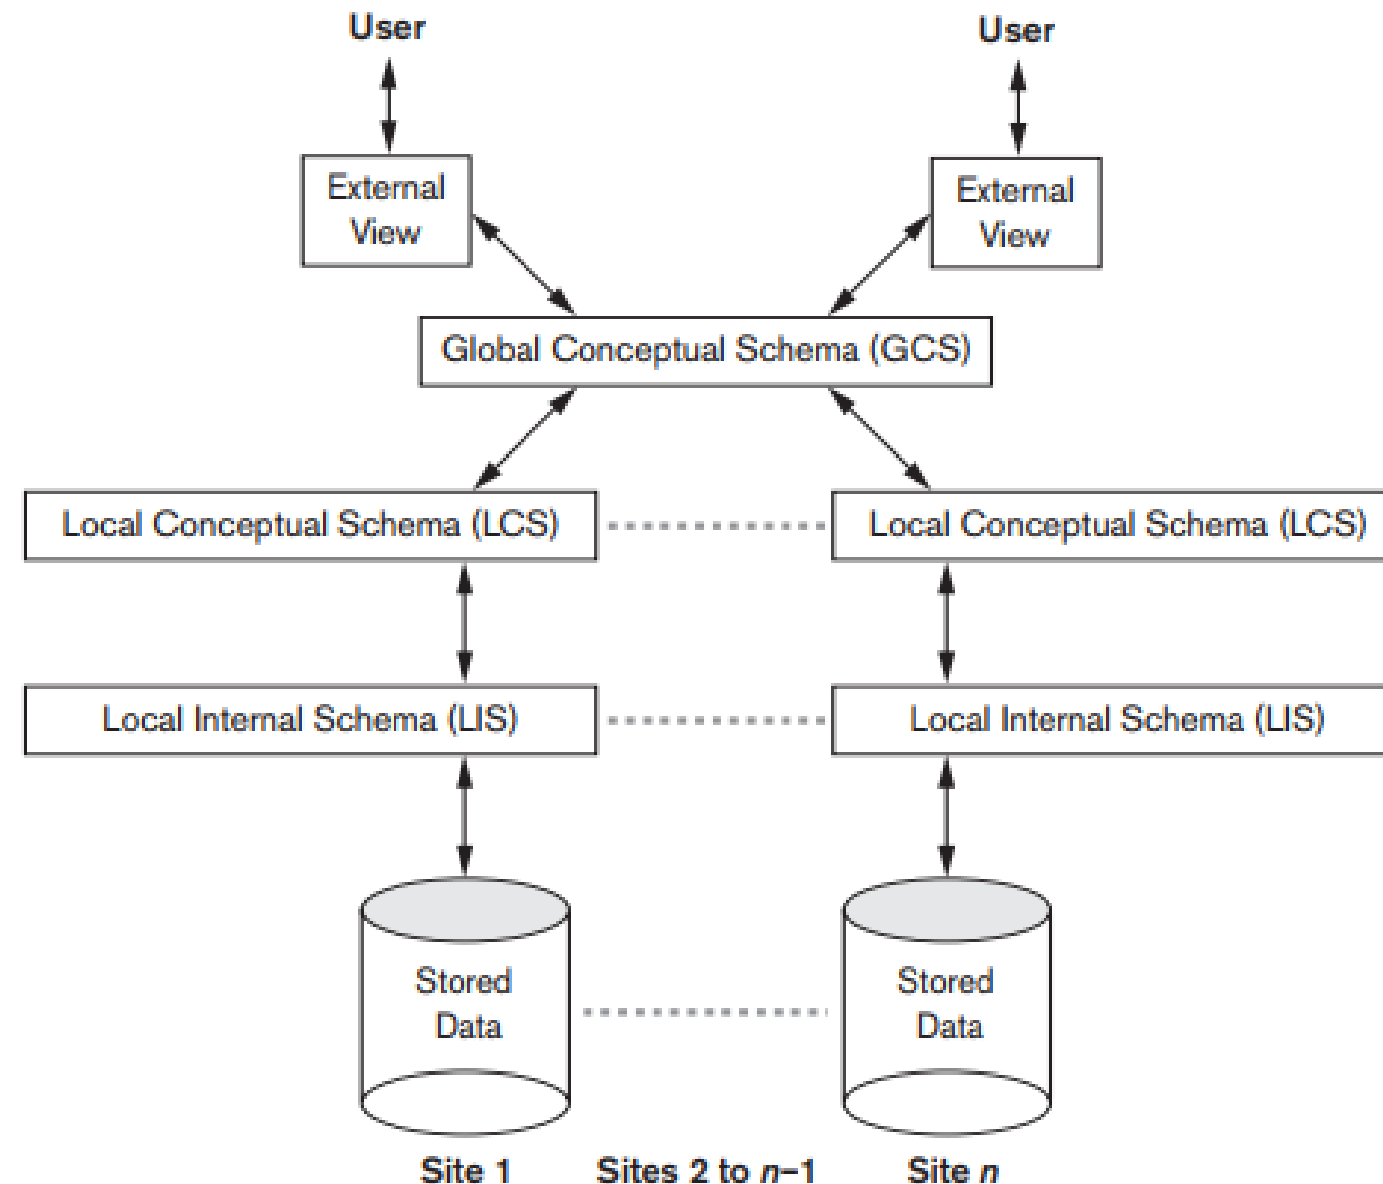 User
User
External
View
External
View
Global Conceptual Schema (GCS)
Local Conceptual Schema (LCS)
Local Conceptual Schema (LCS)
Local Internal Schema (LIS)
Local Internal Schema (LIS)
Stored
Data
Stored
Data
Site 1
Sites 2 to n–1
Site n